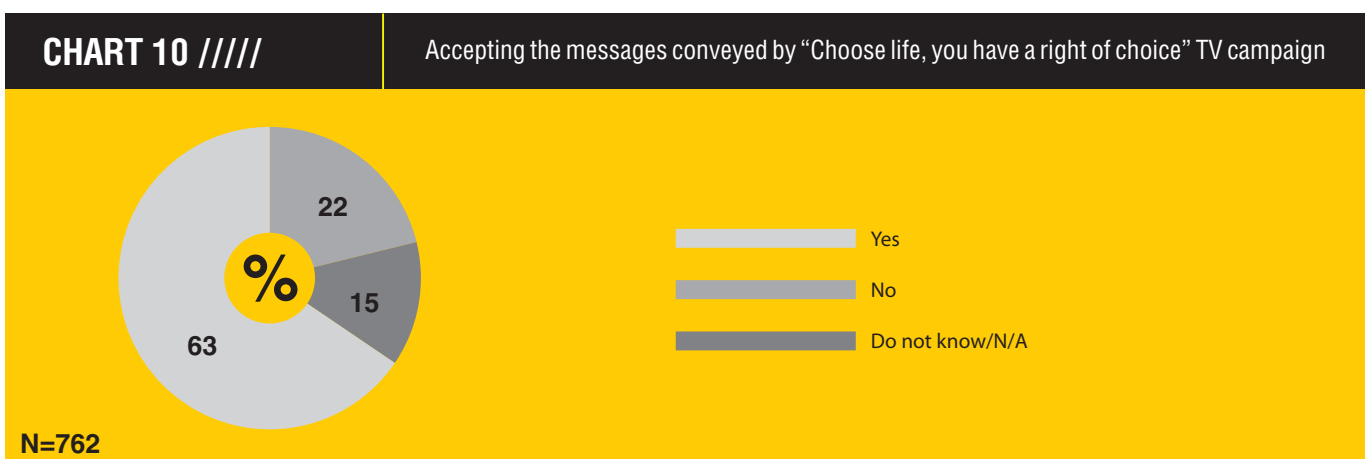 CHART 10 /////
Accepting the messages conveyed by “Choose life, you have a right of choice” TV campaign
22
%
15
63
Yes
No
Do not know/N/A
N=762